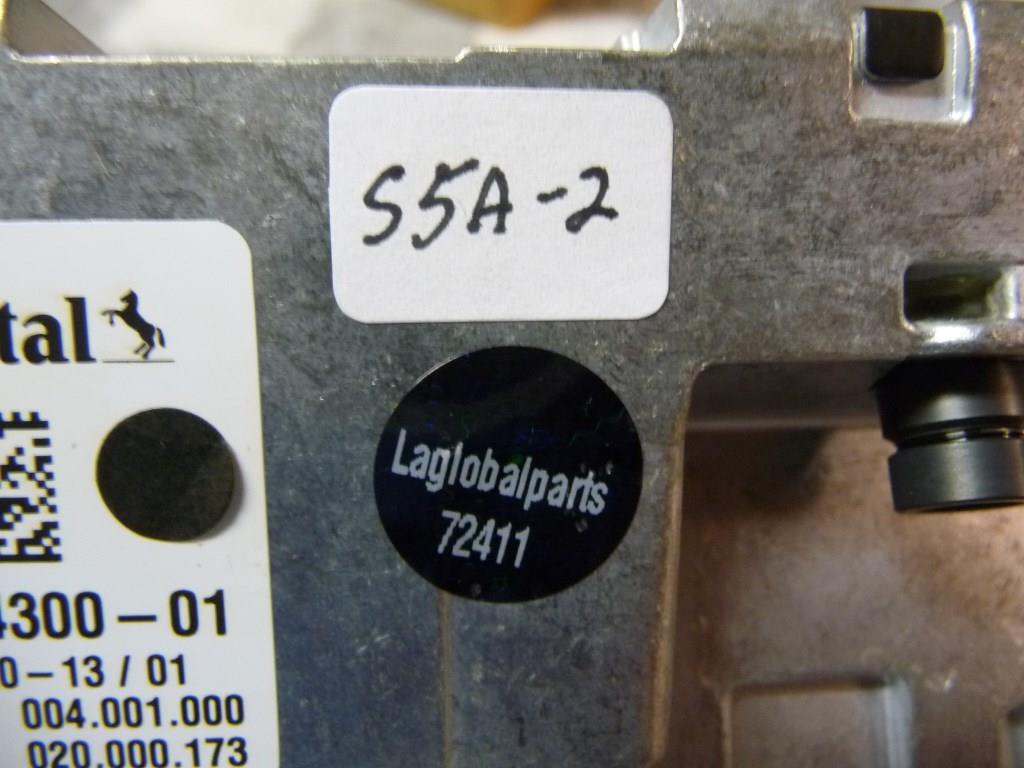 S5A-2
tal
Laglobalparts
72411
4300-01
0-13 / 01
004.001.000
020.000.173